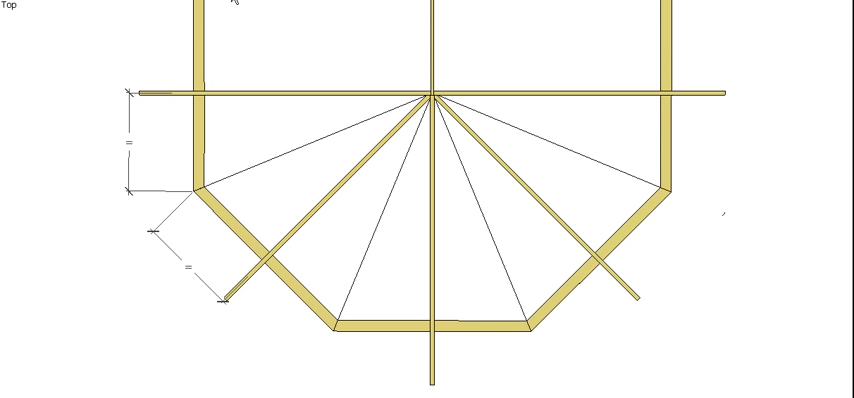 Top
=
=